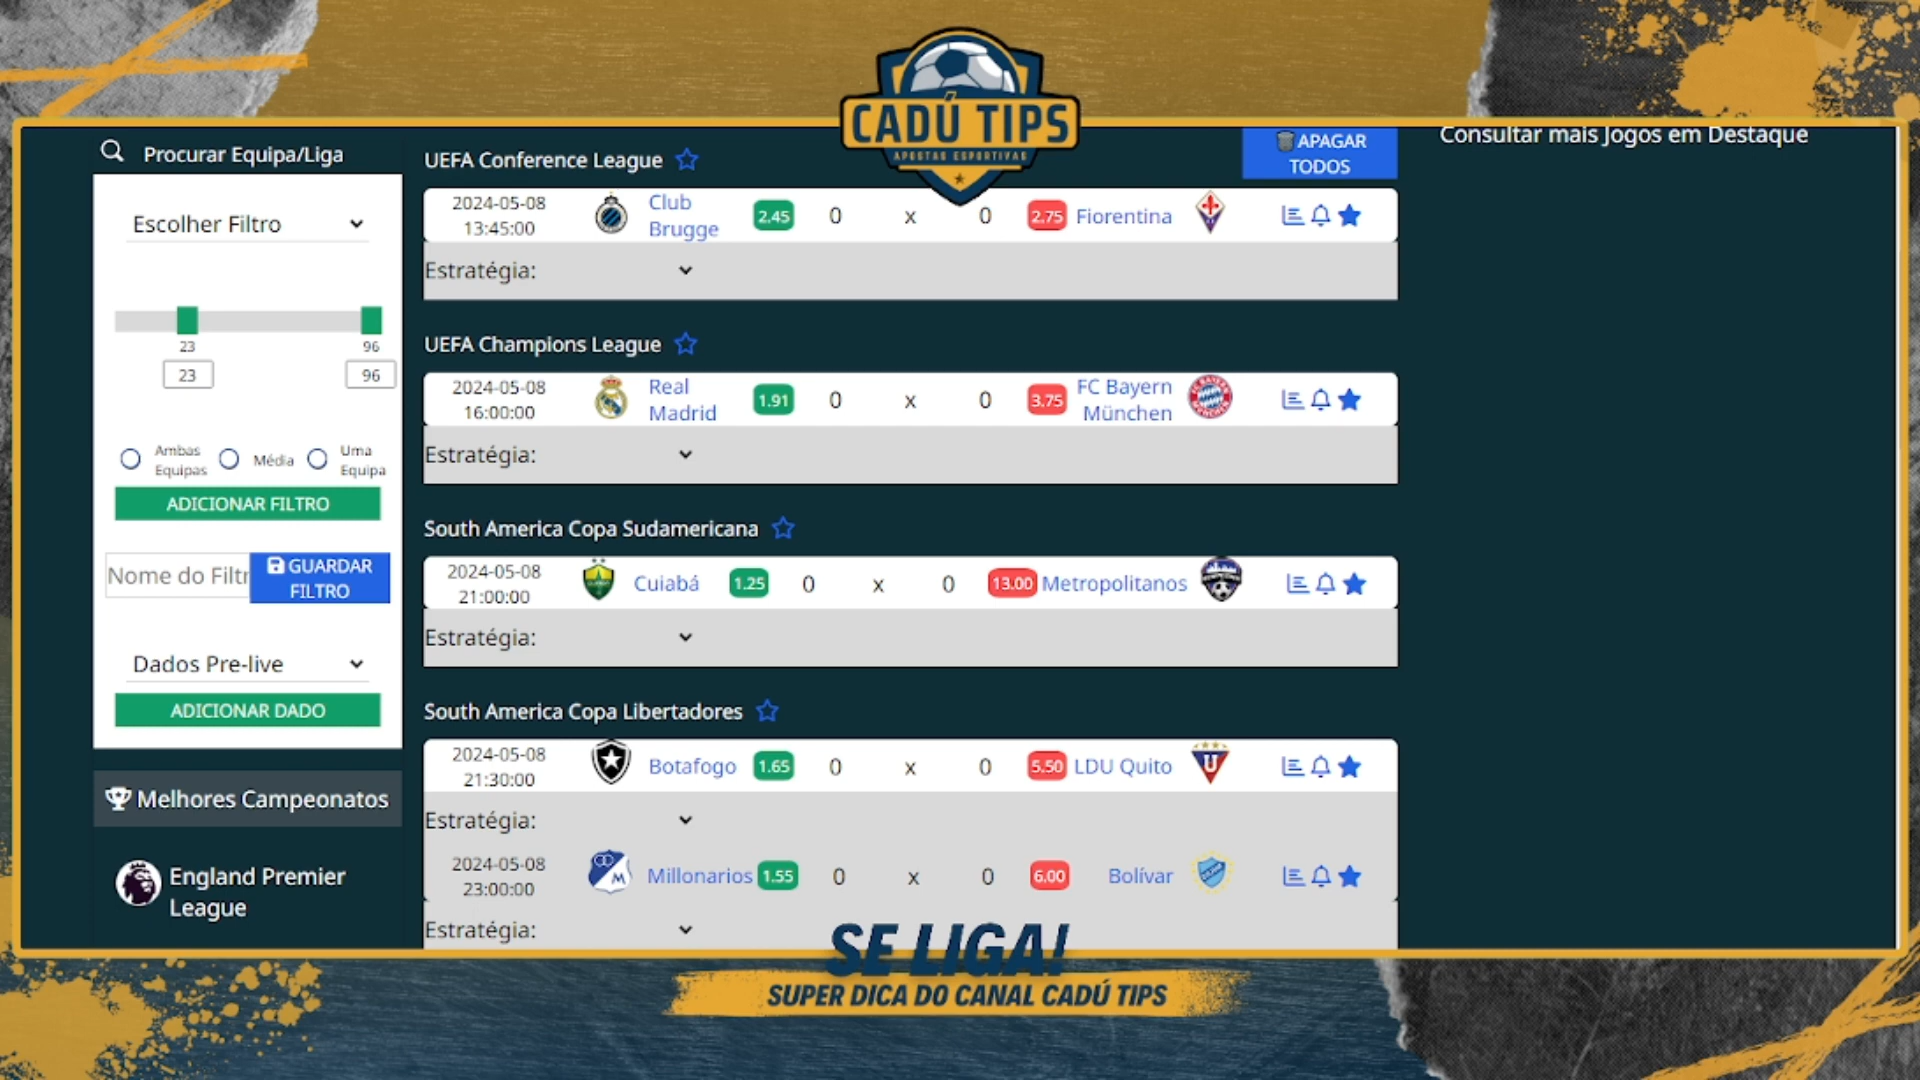 CADÚ TIPS
APOSTAS ESPORTIVAS
Procurar Equipa/Liga
Escolher Filtro
23
96
23
96
Ambas Equipas
Média
Uma Equipa
ADICIONAR FILTRO
Nome do Filtr
GUARDAR FILTRO
Dados Pre-live
ADICIONAR DADO
Melhores Campeonatos
England Premier League
UEFA Conference League
APAGAR TODOS
2024-05-08 13:45:00
Club Brugge 2.45 0 x 0 2.75 Fiorentina
Estratégia:
UEFA Champions League
2024-05-08 16:00:00
Real Madrid 1.91 0 x 0 3.75 FC Bayern München
Estratégia:
South America Copa Sudamericana
2024-05-08 21:00:00
Cuiabá 1.25 0 x 0 13.00 Metropolitanos
Estratégia:
South America Copa Libertadores
2024-05-08 21:30:00
Botafogo 1.65 0 x 0 5.50 LDU Quito
Estratégia:
2024-05-08 23:00:00
Millonarios 1.55 0 x 0 6.00 Bolívar
Estratégia:
Consultar mais Jogos em Destaque
SE LIGA!
SUPER DICA DO CANAL CADÚ TIPS